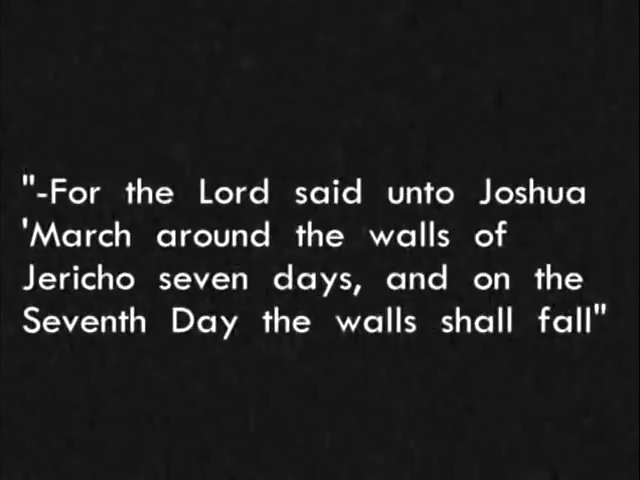 "-For the Lord said unto Joshua
'March around the walls of
Jericho seven days, and on the
Seventh Day the walls shall fall"